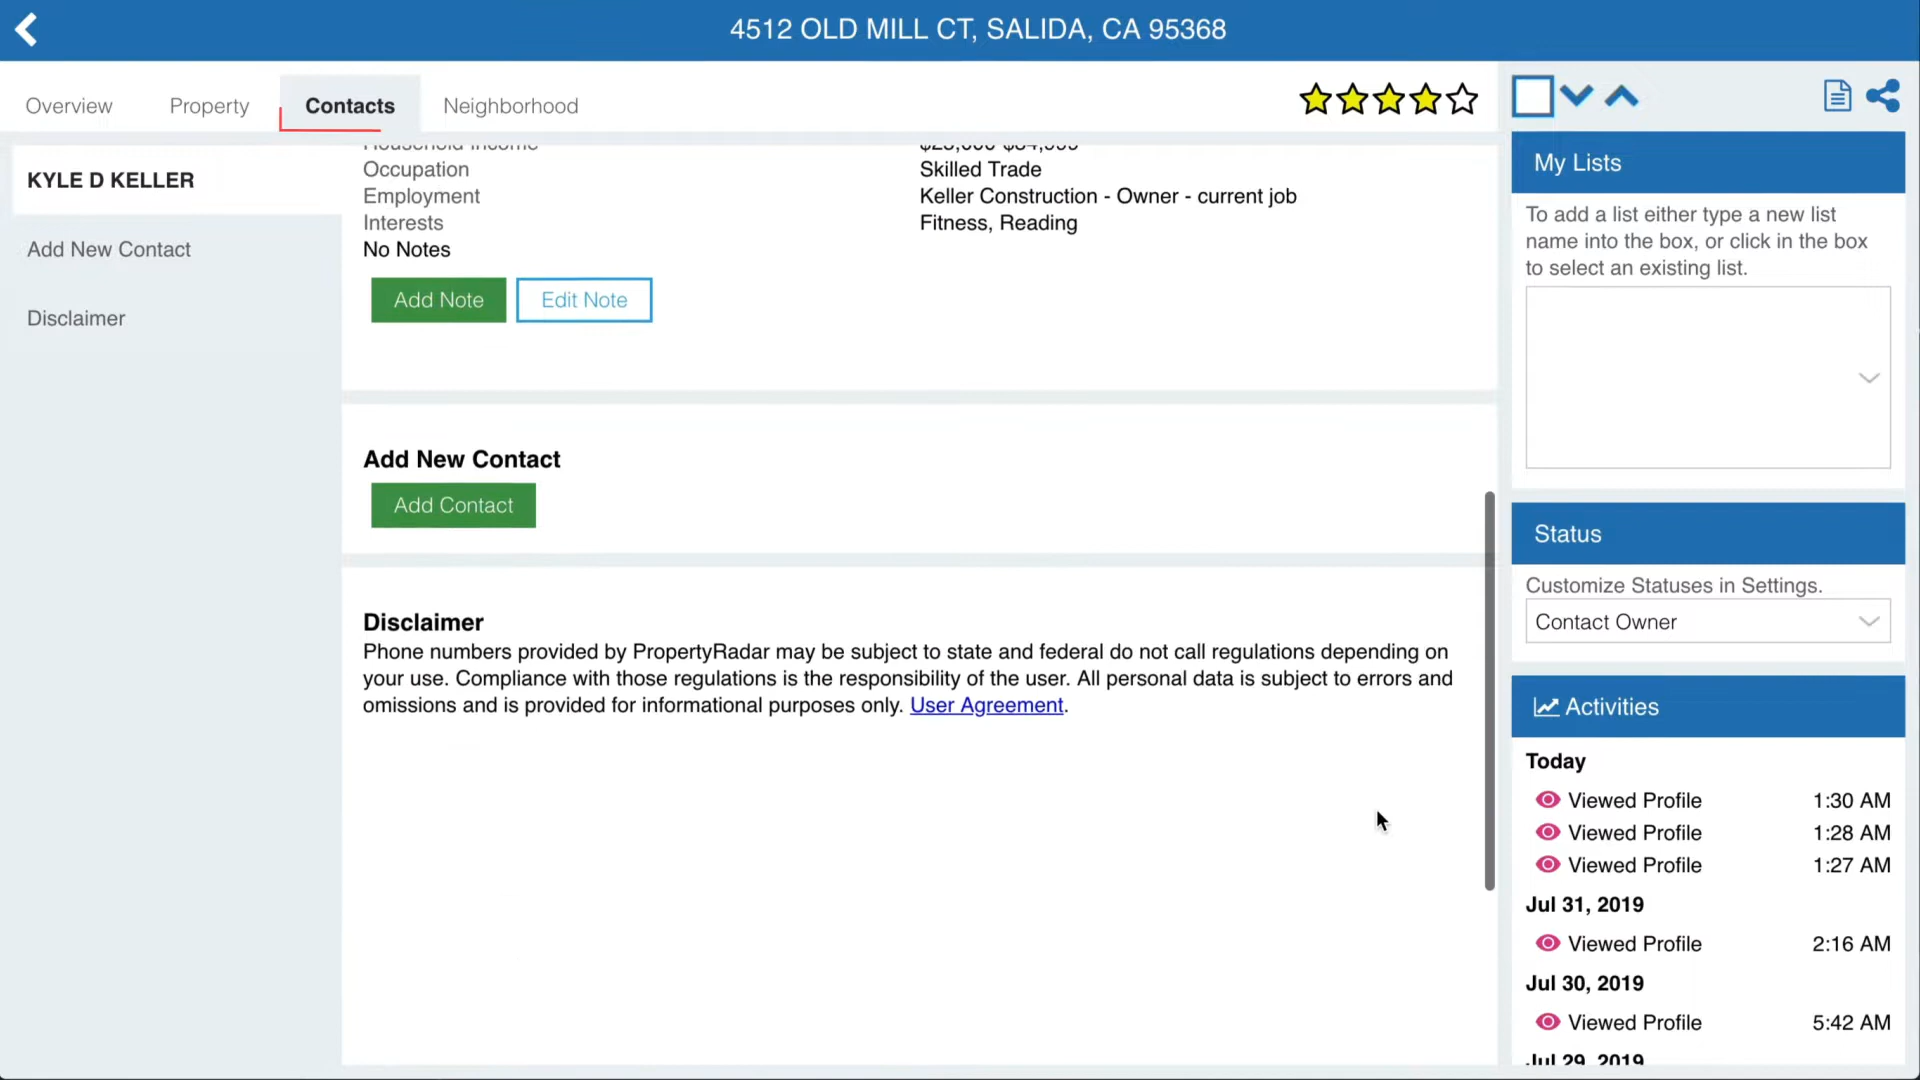 4512 OLD MILL CT, SALIDA, CA 95368
Overview
Property
Contacts
Neighborhood
KYLE D KELLER
Add New Contact
Disclaimer
Household Income
Occupation Skilled Trade
Employment Keller Construction - Owner - current job
Interests Fitness, Reading
No Notes
Add Note
Edit Note
Add New Contact
Add Contact
Disclaimer
Phone numbers provided by PropertyRadar may be subject to state and federal do not call regulations depending on
your use. Compliance with those regulations is the responsibility of the user. All personal data is subject to errors and
omissions and is provided for informational purposes only. User Agreement.
My Lists
To add a list either type a new list
name into the box, or click in the box
to select an existing list.
Status
Customize Statuses in Settings.
Contact Owner
Activities
Today
Viewed Profile 1:30 AM
Viewed Profile 1:28 AM
Viewed Profile 1:27 AM
Jul 31, 2019
Viewed Profile 2:16 AM
Jul 30, 2019
Viewed Profile 5:42 AM
Jul 29, 2019